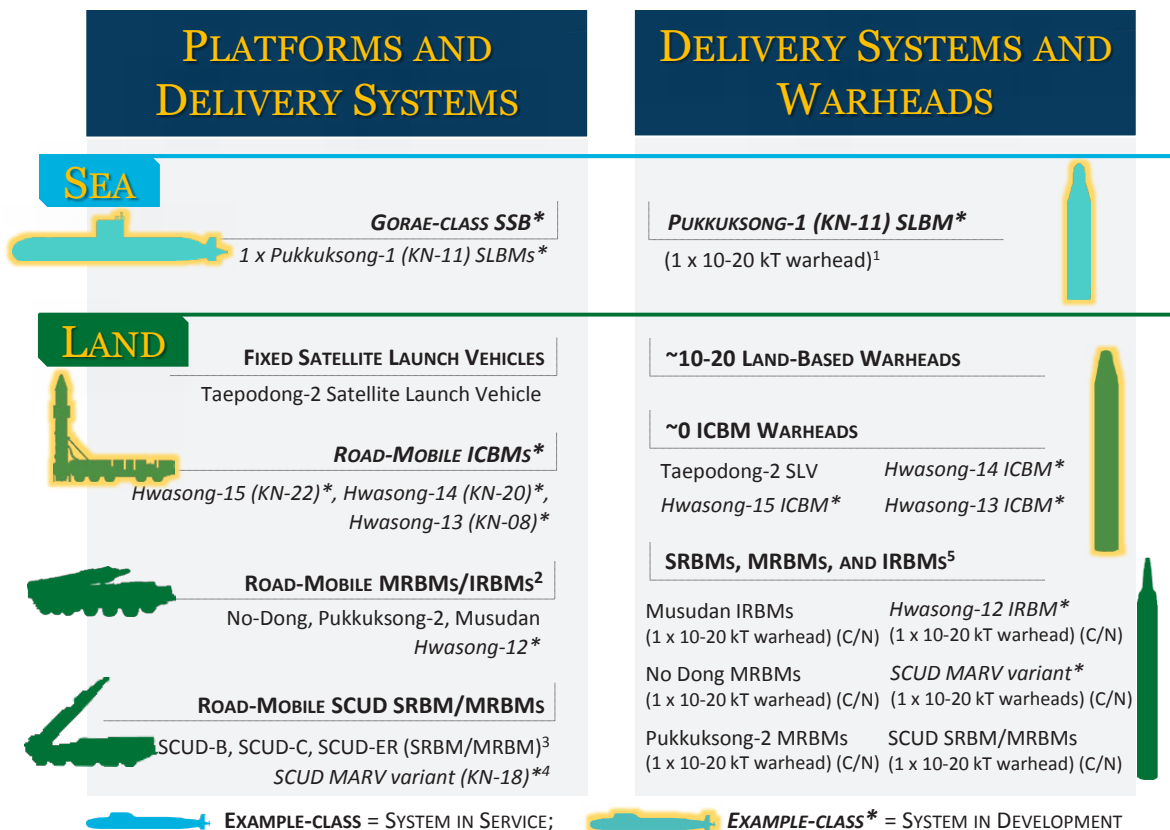 PLATFORMS AND
DELIVERY SYSTEMS
DELIVERY SYSTEMS AND
WARHEADS
SEA
GORAE-CLASS SSB*
1 x Pukkuksong-1 (KN-11) SLBMs*
PUKKUKSONG-1 (KN-11) SLBM*
(1 x 10-20 kT warhead)1
LAND
FIXED SATELLITE LAUNCH VEHICLES
Taepodong-2 Satellite Launch Vehicle
ROAD-MOBILE ICBMS*
Hwasong-15 (KN-22)*, Hwasong-14 (KN-20)*,
Hwasong-13 (KN-08)*
ROAD-MOBILE MRBMS/IRBMS2
No-Dong, Pukkuksong-2, Musudan
Hwasong-12*
ROAD-MOBILE SCUD SRBM/MRBMS
SCUD-B, SCUD-C, SCUD-ER (SRBM/MRBM)3
SCUD MARV variant (KN-18)*4
~10-20 LAND-BASED WARHEADS
~0 ICBM WARHEADS
Taepodong-2 SLV Hwasong-14 ICBM*
Hwasong-15 ICBM* Hwasong-13 ICBM*
SRBMS, MRBMS, AND IRBMS5
Musudan IRBMs Hwasong-12 IRBM*
(1 x 10-20 kT warhead) (C/N) (1 x 10-20 kT warhead) (C/N)
No Dong MRBMs SCUD MARV variant*
(1 x 10-20 kT warhead) (C/N) (1 x 10-20 kT warheads) (C/N)
Pukkuksong-2 MRBMs SCUD SRBM/MRBMs
(1 x 10-20 kT warhead) (C/N) (1 x 10-20 kT warhead) (C/N)
EXAMPLE-CLASS = SYSTEM IN SERVICE; EXAMPLE-CLASS* = SYSTEM IN DEVELOPMENT